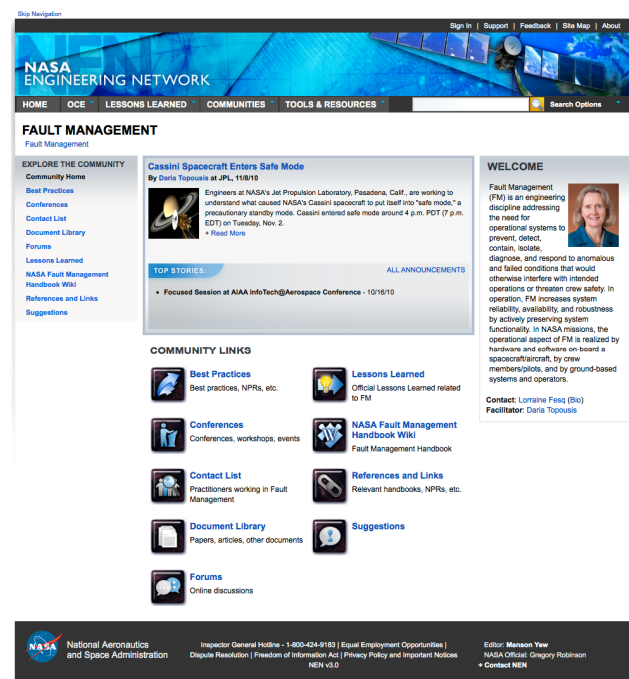 Skip Navigation
Sign In | Support | Feedback | Site Map | About
NASA
ENGINEERING NETWORK
HOME OCE LESSONS LEARNED COMMUNITIES TOOLS & RESOURCES Search Options
FAULT MANAGEMENT
Fault Management
EXPLORE THE COMMUNITY
Community Home
Best Practices
Conferences
Contact List
Document Library
Forums
Lessons Learned
NASA Fault Management
Handbook Wiki
References and Links
Suggestions
Cassini Spacecraft Enters Safe Mode
By Daria Topousis at JPL, 11/8/10
Engineers at NASA's Jet Propulsion Laboratory, Pasadena, Calif., are working to
understand what caused NASA's Cassini spacecraft to put itself into "safe mode," a
precautionary standby mode. Cassini entered safe mode around 4 p.m. PDT (7 p.m.
EDT) on Tuesday, Nov. 2.
+ Read More
TOP STORIES:
ALL ANNOUNCEMENTS
• Focused Session at AIAA InfoTech@Aerospace Conference - 10/16/10
COMMUNITY LINKS
Best Practices
Best practices, NPRs, etc.
Lessons Learned
Official Lessons Learned related
to FM
Conferences
Conferences, workshops, events
NASA Fault Management
Handbook Wiki
Fault Management Handbook
Contact List
Practitioners working in Fault
Management
References and Links
Relevant handbooks, NPRs, etc.
Document Library
Papers, articles, other documents
Suggestions
Forums
Online discussions
WELCOME
Fault Management
(FM) is an engineering
discipline addressing
the need for
operational systems to
prevent, detect,
contain, isolate,
diagnose, and respond to anomalous
and failed conditions that would
otherwise interfere with intended
operations or threaten crew safety. In
operation, FM increases system
reliability, availability, and robustness
by actively preserving system
functionality. In NASA missions, the
operational aspect of FM is realized by
hardware and software on-board a
spacecraft/aircraft, by crew
members/pilots, and by ground-based
systems and operators.
Contact: Lorraine Fesq (Bio)
Facilitator: Daria Topousis
NASA
National Aeronautics
and Space Administration
Inspector General Hotline - 1-800-424-9183 | Equal Employment Opportunities |
Dispute Resolution | Freedom of Information Act | Privacy Policy and Important Notices
NEN v3.0
Editor: Manson Yew
NASA Official: Gregory Robinson
+ Contact NEN